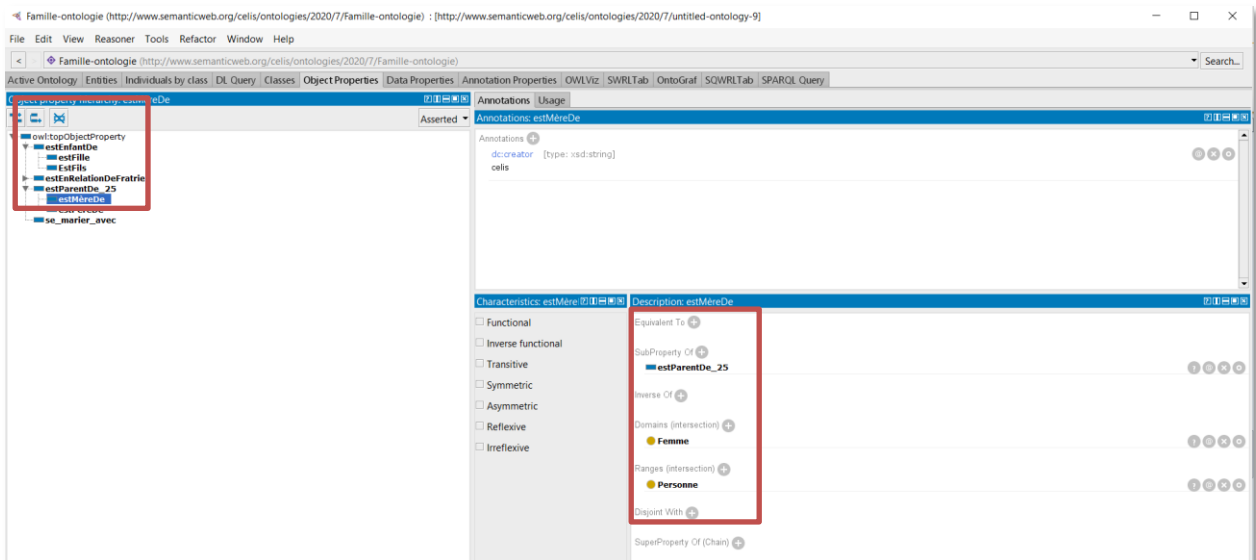 Famille-ontologie (http://www.semanticweb.org/celis/ontologies/2020/7/Famille-ontologie) : [http://www.semanticweb.org/celis/ontologies/2020/7/untitled-ontology-9]
File Edit View Reasoner Tools Refactor Window Help
Famille-ontologie (http://www.semanticweb.org/celis/ontologies/2020/7/Famille-ontologie) Search...
Active Ontology Entities Individuals by class DL Query Classes Object Properties Data Properties Annotation Properties OWLViz SWRLTab OntoGraf SQWRLTab SPARQL Query
Object property hierarchy: estMèreDe
Asserted
owl:topObjectProperty
estEnfantDe
estFille
EstFils
estEnRelationDeFratrie
estParentDe_25
estMèreDe
se_marier_avec
Annotations Usage
Annotations: estMèreDe
Annotations
dc:creator [type: xsd:string]
celis
Characteristics: estMère
Functional
Inverse functional
Transitive
Symmetric
Asymmetric
Reflexive
Irreflexive
Description: estMèreDe
Equivalent To
SubProperty Of
estParentDe_25
Inverse Of
Domains (intersection)
Femme
Ranges (intersection)
Personne
Disjoint With
SuperProperty Of (Chain)